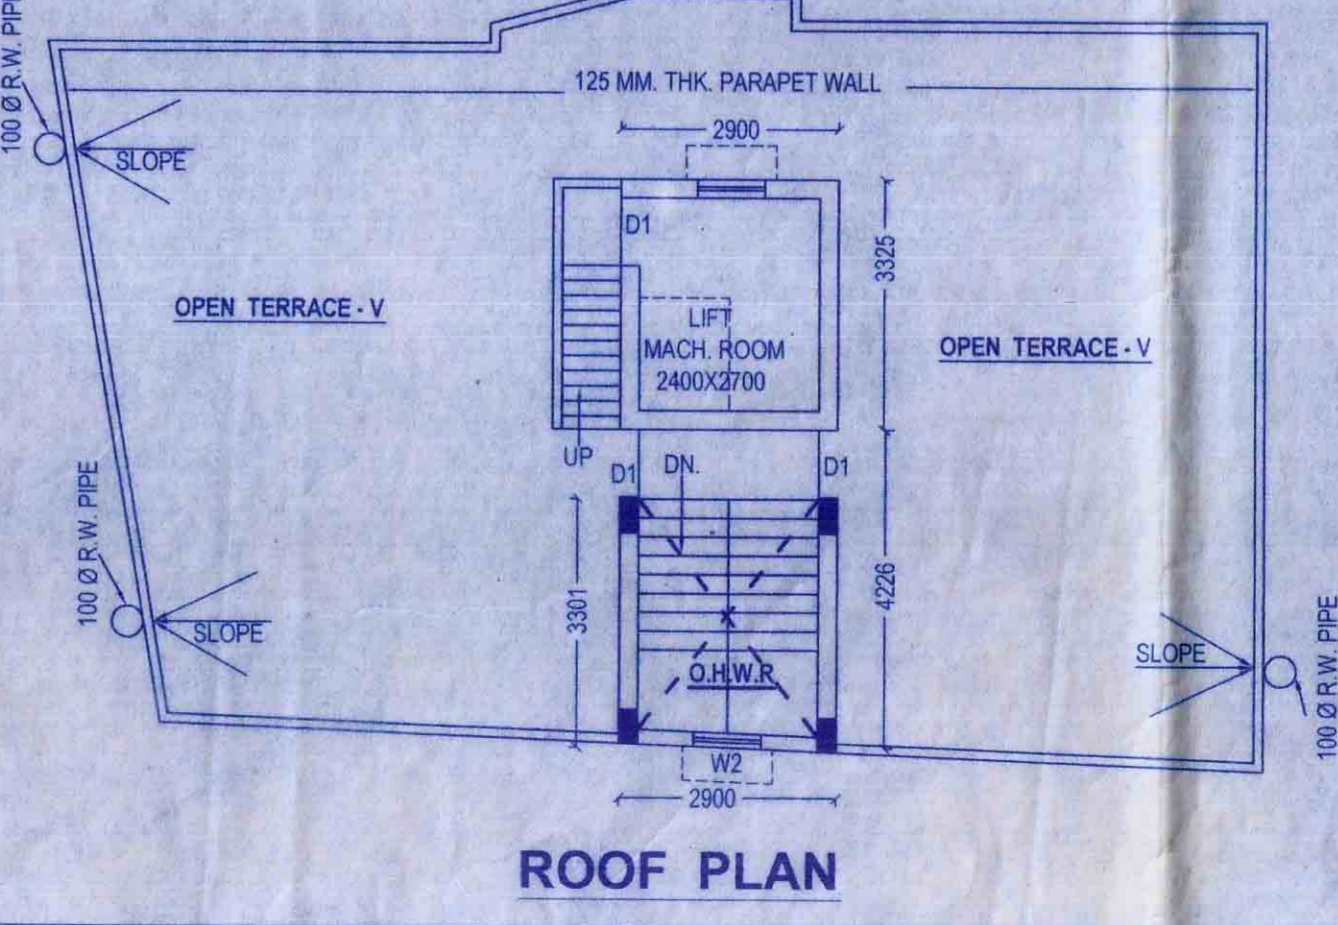 100 Ø R.W. PIPE
125 MM. THK. PARAPET WALL
2900
SLOPE
D1
3325
OPEN TERRACE - V
LIFT
MACH. ROOM
2400X2700
OPEN TERRACE - V
UP
D1
DN.
D1
100 Ø R.W. PIPE
3301
4226
SLOPE
SLOPE
O.H.W.R.
100 Ø R.W. PIPE
W2
2900
ROOF PLAN